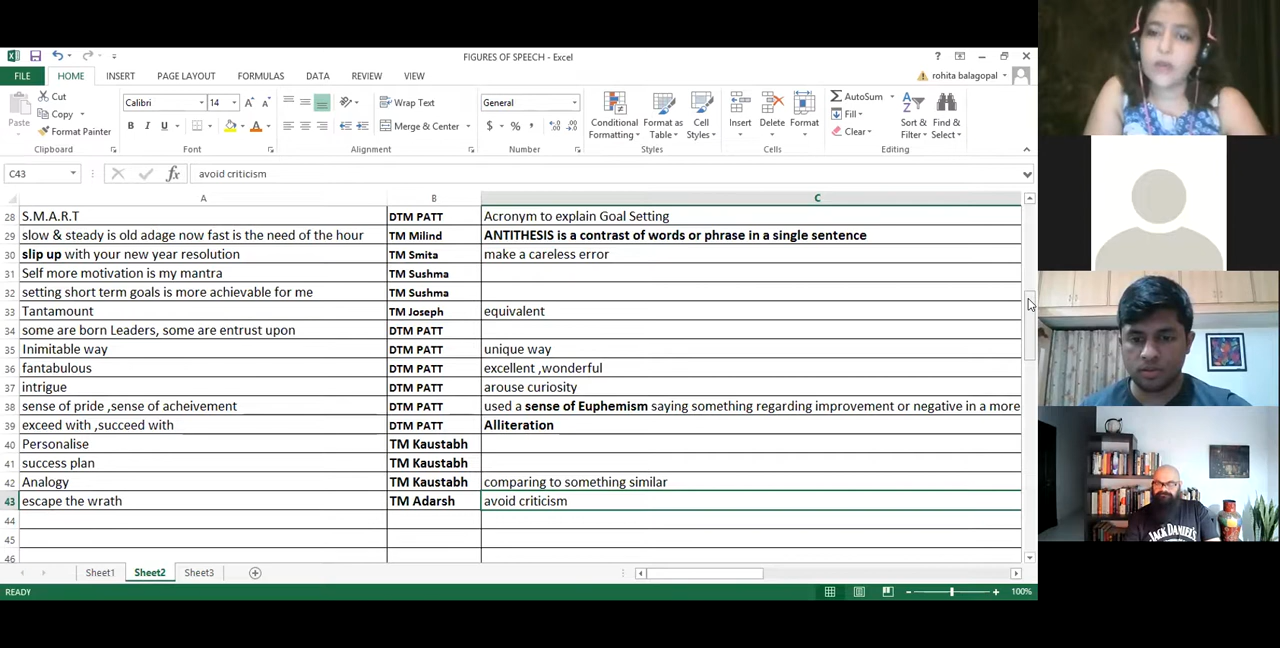 FIGURES OF SPEECH - Excel
FILE HOME INSERT PAGE LAYOUT FORMULAS DATA REVIEW VIEW
rohita balagopal
Cut
Copy
Format Painter
Paste
Clipboard
Calibri 14
B I U
Font
Wrap Text
Merge & Center
Alignment
General
$ % ,
Number
Conditional Formatting
Format as Table
Cell Styles
Styles
Insert Delete Format
Cells
AutoSum
Fill
Clear
Sort & Filter
Find & Select
Editing
C43 fx avoid criticism
A B C
28 S.M.A.R.T DTM PATT Acronym to explain Goal Setting
29 slow & steady is old adage now fast is the need of the hour TM Milind ANTITHESIS is a contrast of words or phrase in a single sentence
30 slip up with your new year resolution TM Smita make a careless error
31 Self more motivation is my mantra TM Sushma
32 setting short term goals is more achievable for me TM Sushma
33 Tantamount TM Joseph equivalent
34 some are born Leaders, some are entrust upon DTM PATT
35 Inimitable way DTM PATT unique way
36 fantabulous DTM PATT excellent ,wonderful
37 intrigue DTM PATT arouse curiosity
38 sense of pride ,sense of acheivement DTM PATT used a sense of Euphemism saying something regarding improvement or negative in a more
39 exceed with ,succeed with DTM PATT Alliteration
40 Personalise TM Kaustabh
41 success plan TM Kaustabh
42 Analogy TM Kaustabh comparing to something similar
43 escape the wrath TM Adarsh avoid criticism
44
45
46
Sheet1 Sheet2 Sheet3
READY
100%
JACK DANIEL'S